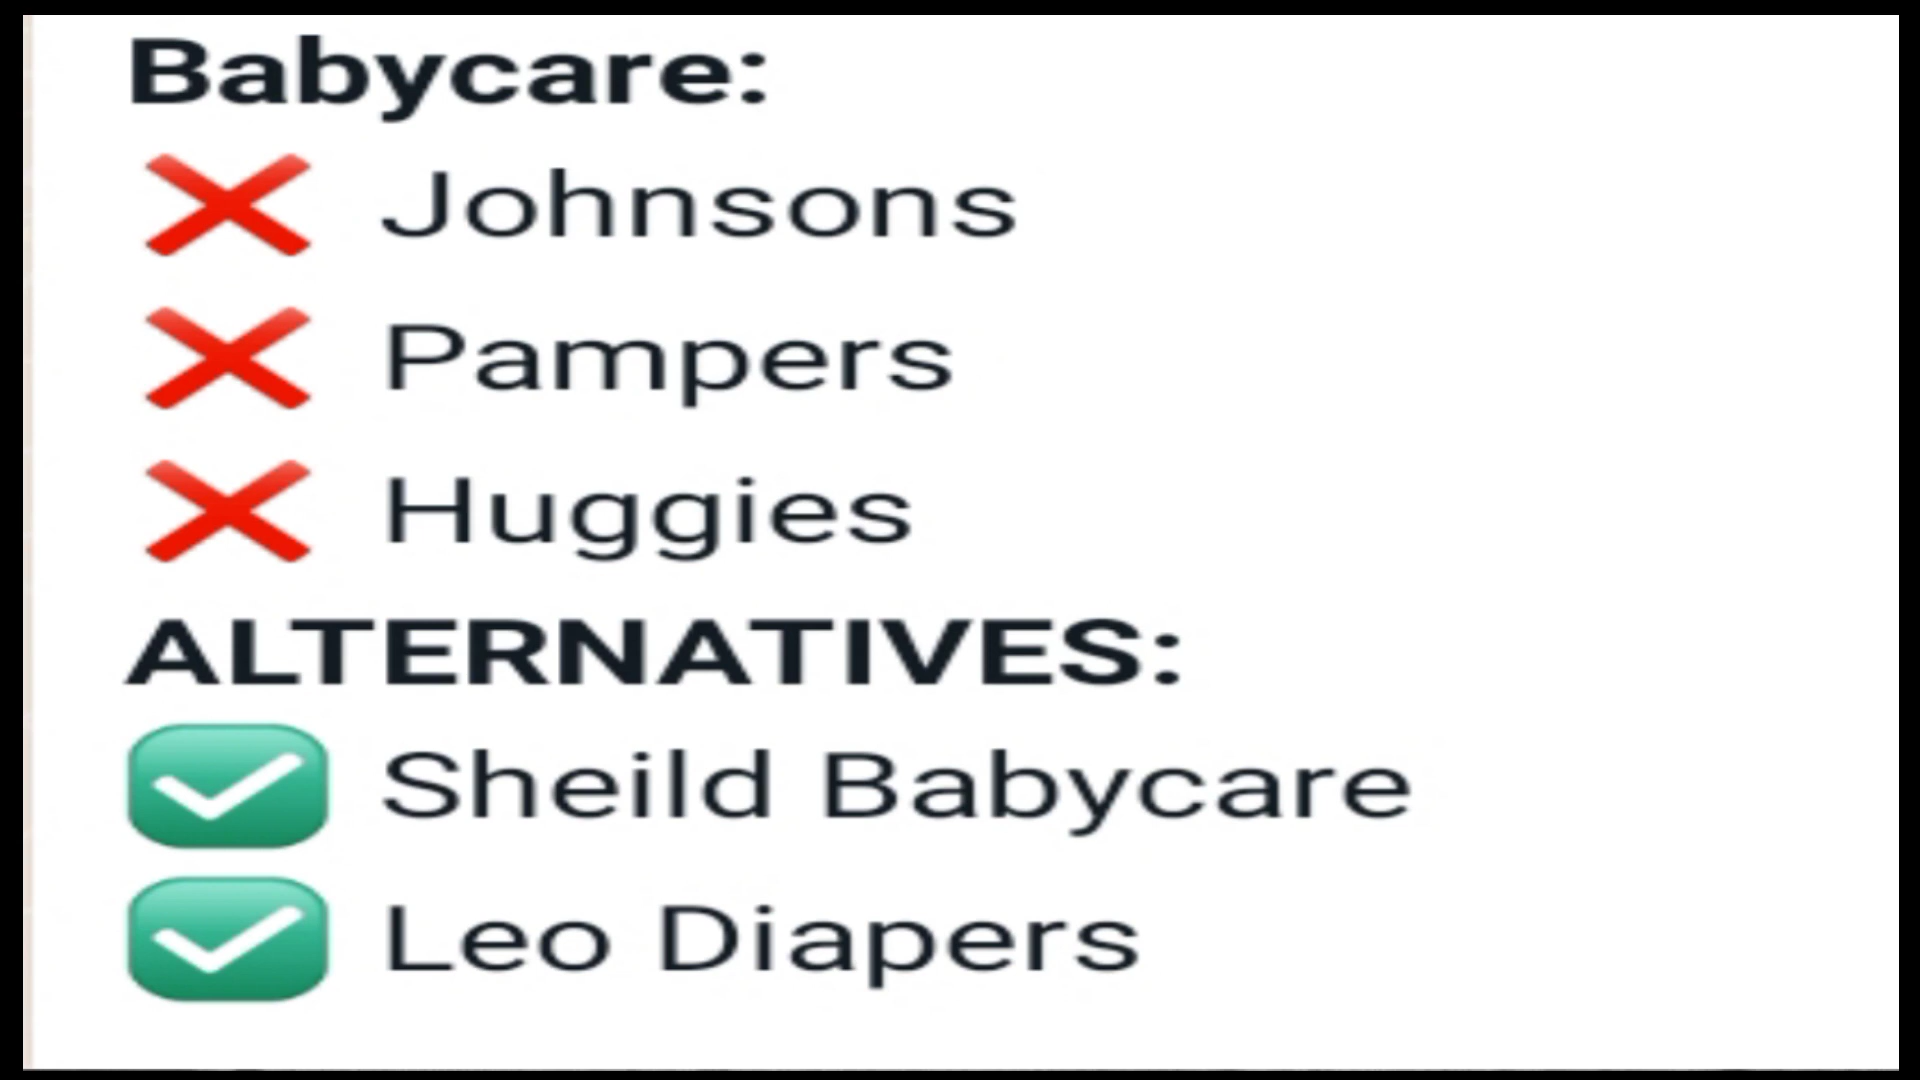 Babycare:
❌ Johnsons
❌ Pampers
❌ Huggies
ALTERNATIVES:
✅ Sheild Babycare
✅ Leo Diapers